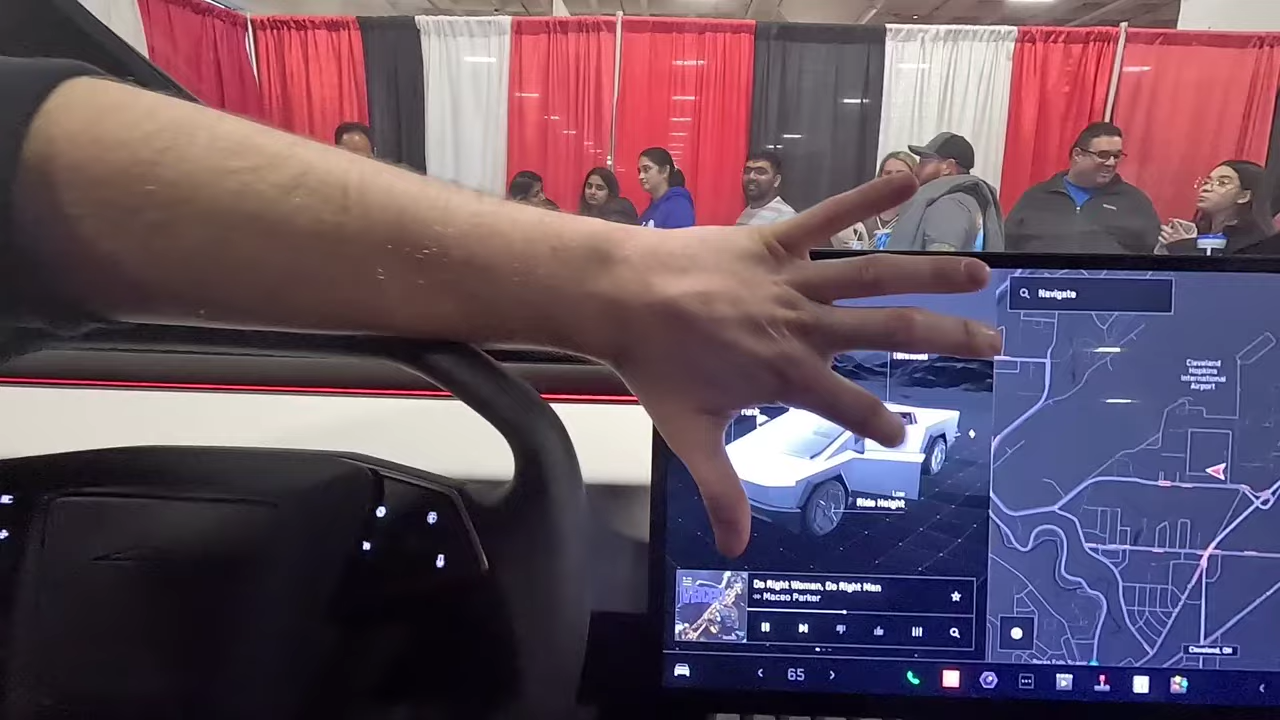 Navigate
Cleveland
Hopkins
International
Airport
Low
Ride Height
Do Right Woman, Do Right Man
Maceo Parker
65
Cleveland, OH